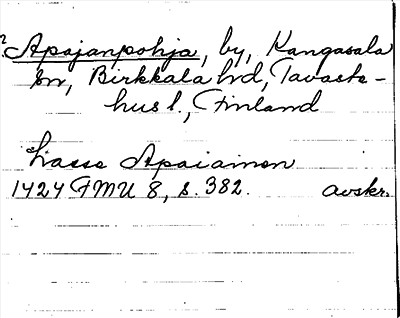 ? Apajanpohja, by, Kangasala
sn, Birkkala hd, Tavaste-
hus l., Finland
Lasse Apaiainen
1424 FMU 8, s. 382. avskr.